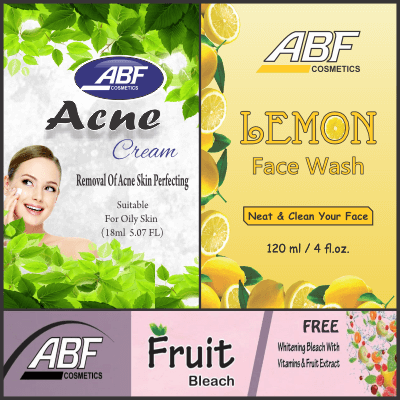 ABF
COSMETICS
Acne
Cream
Removal Of Acne Skin Perfecting
Suitable
For Oily Skin
(18ml 5.07 FL)
ABF
COSMETICS
LEMON
Face Wash
Neat & Clean Your Face
120 ml / 4 fl.oz.
ABF
COSMETICS
Fruit
Bleach
FREE
Whitening Bleach With
Vitamins & Fruit Extract